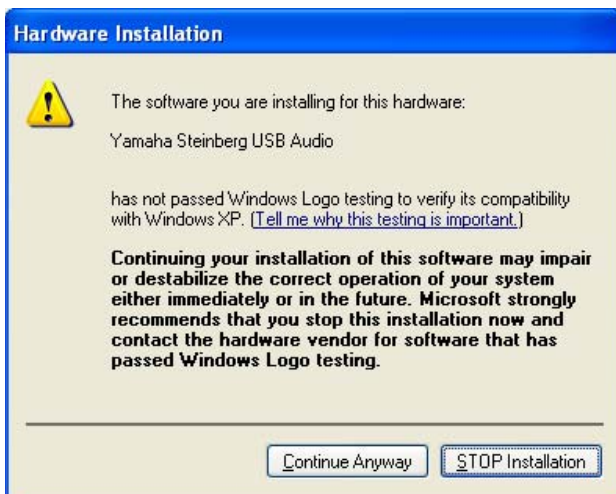 Hardware Installation
The software you are installing for this hardware:
Yamaha Steinberg USB Audio
has not passed Windows Logo testing to verify its compatibility
with Windows XP. (Tell me why this testing is important.)
Continuing your installation of this software may impair
or destabilize the correct operation of your system
either immediately or in the future. Microsoft strongly
recommends that you stop this installation now and
contact the hardware vendor for software that has
passed Windows Logo testing.
Continue Anyway
STOP Installation